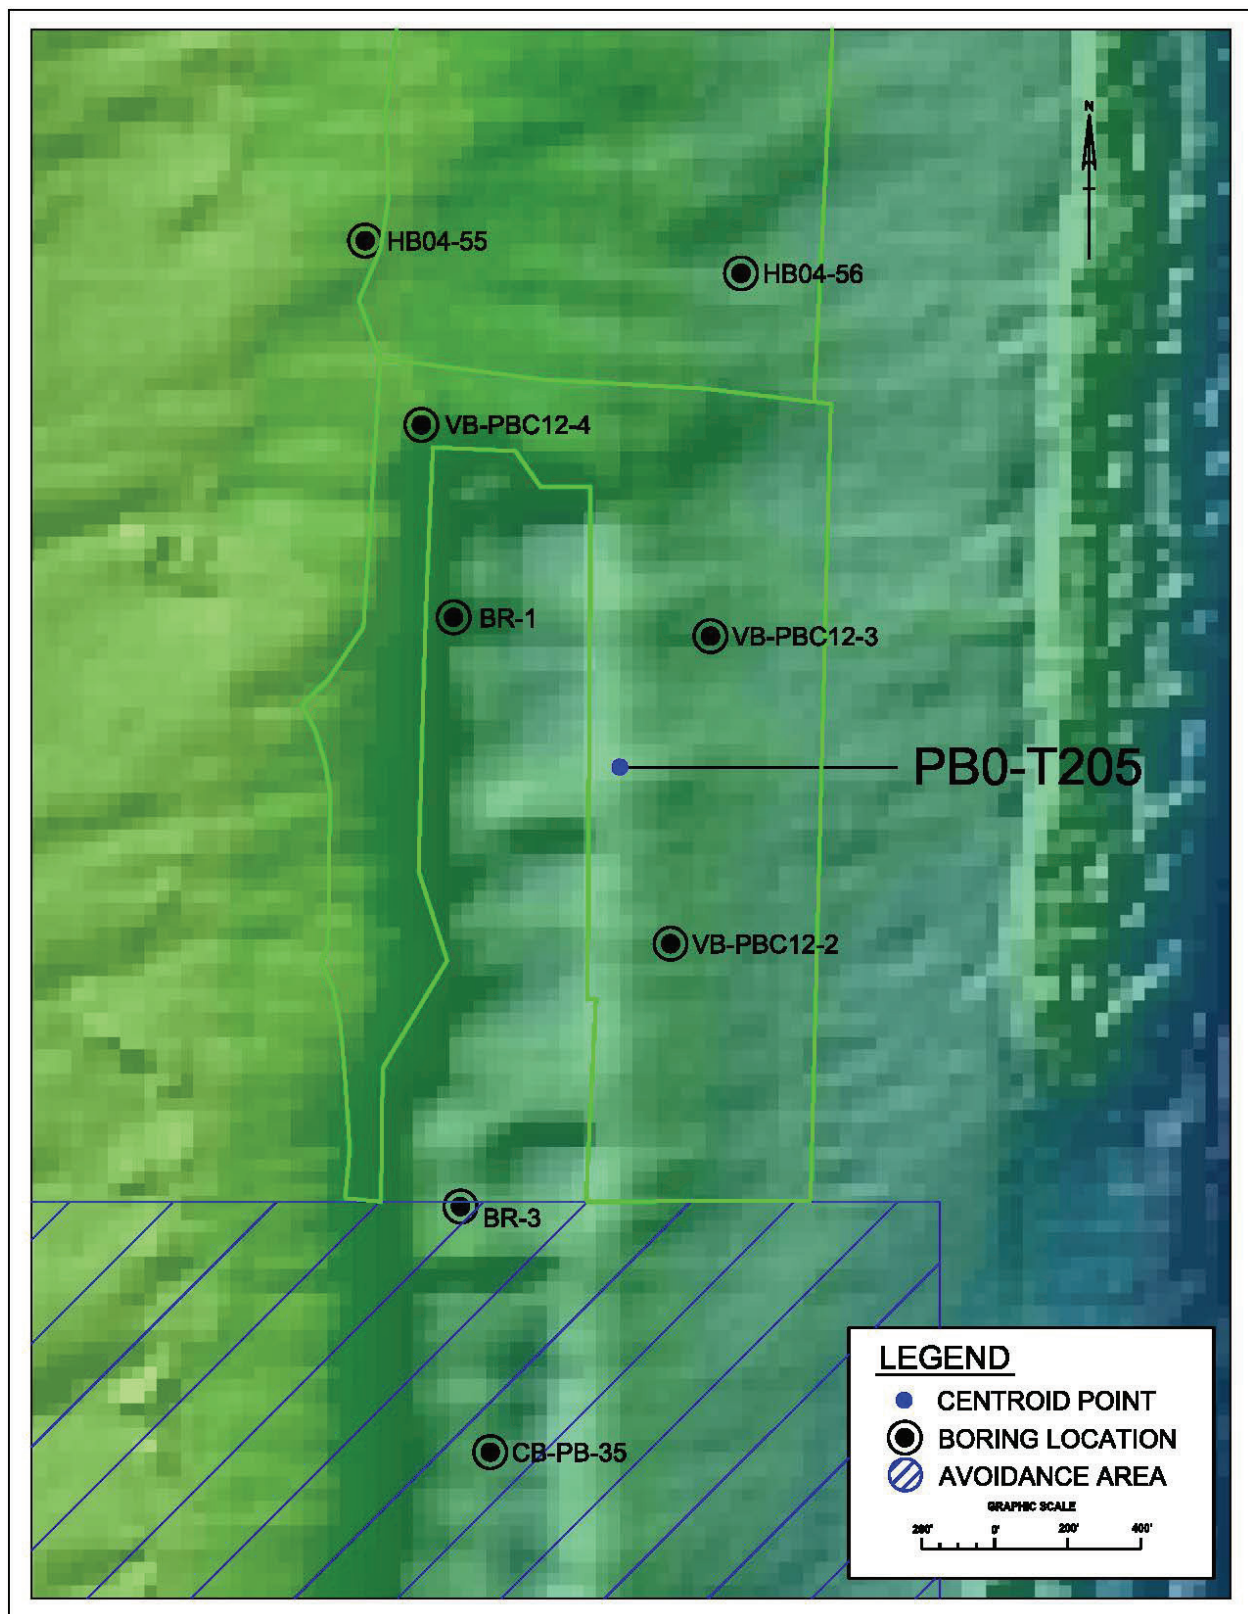 N
HB04-55
HB04-56
VB-PBC12-4
BR-1
VB-PBC12-3
PB0-T205
VB-PBC12-2
BR-3
CB-PB-35
LEGEND
CENTROID POINT
BORING LOCATION
AVOIDANCE AREA
GRAPHIC SCALE
200' 0' 200' 400'